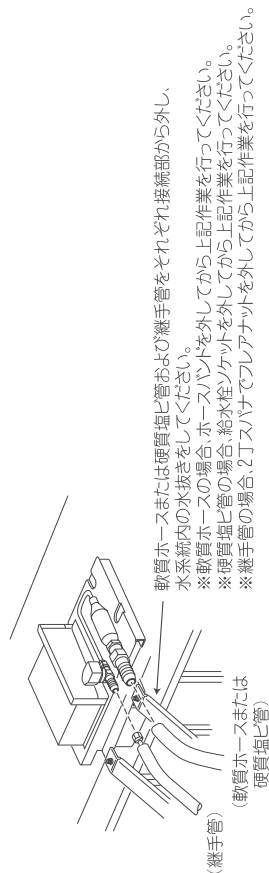 軟質ホースまたは硬質塩ビ管および継手管をそれぞれ接続部から外し、
水系統内の水抜きをしてください。
※軟質ホースの場合、ホースバンドを外してから上記作業を行ってください。
※硬質塩ビ管の場合、給水栓ソケットを外してから上記作業を行ってください。
※継手管の場合、2丁スパナでフレアナットを外してから上記作業を行ってください。
(継手管)
(軟質ホースまたは
硬質塩ビ管)